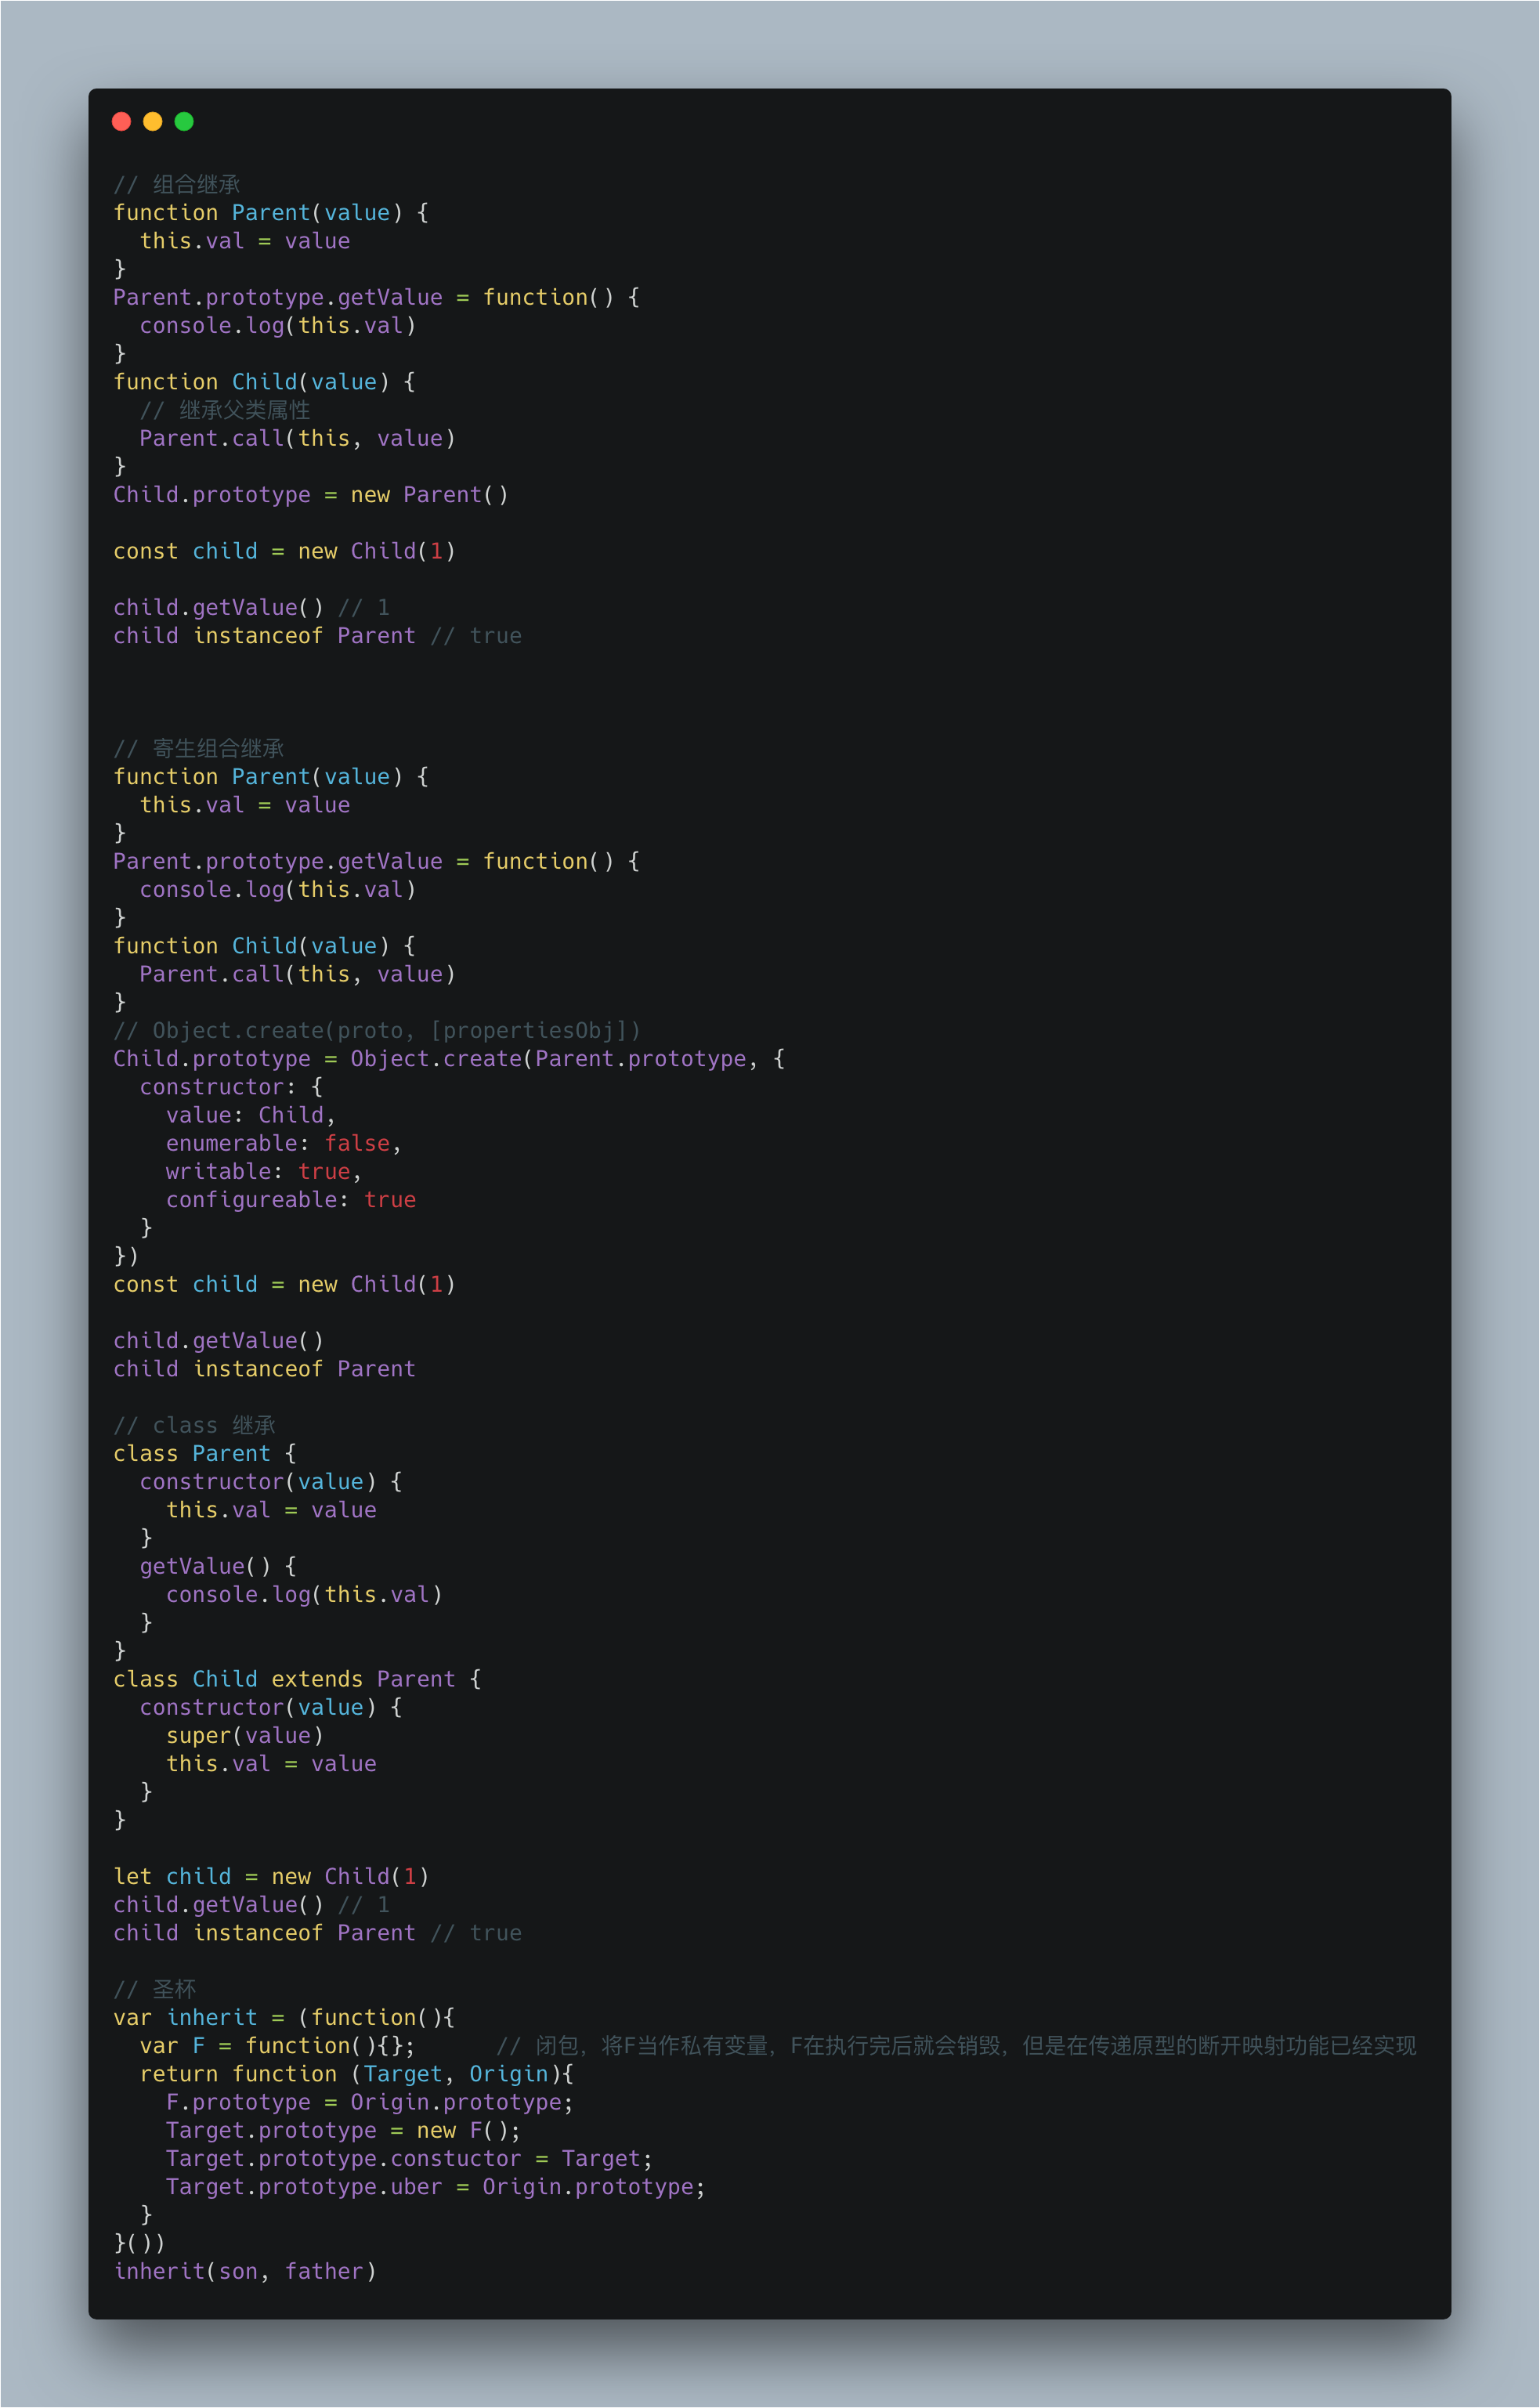 // 组合继承
function Parent(value) {
  this.val = value
}
Parent.prototype.getValue = function() {
  console.log(this.val)
}
function Child(value) {
  // 继承父类属性
  Parent.call(this, value)
}
Child.prototype = new Parent()

const child = new Child(1)

child.getValue() // 1
child instanceof Parent // true

// 寄生组合继承
function Parent(value) {
  this.val = value
}
Parent.prototype.getValue = function() {
  console.log(this.val)
}
function Child(value) {
  Parent.call(this, value)
}
// Object.create(proto, [propertiesObj])
Child.prototype = Object.create(Parent.prototype, {
  constructor: {
    value: Child,
    enumerable: false,
    writable: true,
    configureable: true
  }
})
const child = new Child(1)

child.getValue()
child instanceof Parent

// class 继承
class Parent {
  constructor(value) {
    this.val = value
  }
  getValue() {
    console.log(this.val)
  }
}
class Child extends Parent {
  constructor(value) {
    super(value)
    this.val = value
  }
}

let child = new Child(1)
child.getValue() // 1
child instanceof Parent // true

// 圣杯
var inherit = (function(){
  var F = function(){};      // 闭包，将F当作私有变量，F在执行完后就会销毁，但是在传递原型的断开映射功能已经实现
  return function (Target, Origin){
    F.prototype = Origin.prototype;
    Target.prototype = new F();
    Target.prototype.constuctor = Target;
    Target.prototype.uber = Origin.prototype;
  }
}())
inherit(son, father)